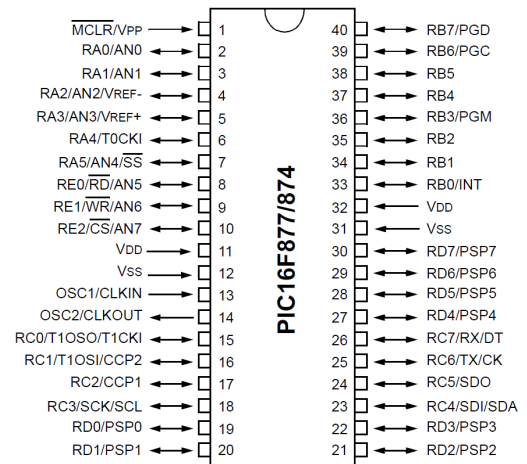 MCLR/VPP 1 40 RB7/PGD
RA0/AN0 2 39 RB6/PGC
RA1/AN1 3 38 RB5
RA2/AN2/VREF- 4 37 RB4
RA3/AN3/VREF+ 5 36 RB3/PGM
RA4/T0CKI 6 35 RB2
RA5/AN4/SS 7 34 RB1
RE0/RD/AN5 8 33 RB0/INT
RE1/WR/AN6 9 32 VDD
RE2/CS/AN7 10 31 VSS
VDD 11 30 RD7/PSP7
VSS 12 29 RD6/PSP6
OSC1/CLKIN 13 28 RD5/PSP5
OSC2/CLKOUT 14 27 RD4/PSP4
RC0/T1OSO/T1CKI 15 26 RC7/RX/DT
RC1/T1OSI/CCP2 16 25 RC6/TX/CK
RC2/CCP1 17 24 RC5/SDO
RC3/SCK/SCL 18 23 RC4/SDI/SDA
RD0/PSP0 19 22 RD3/PSP3
RD1/PSP1 20 21 RD2/PSP2
PIC16F877/874